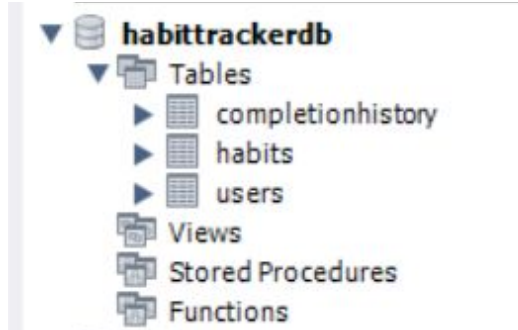 habittrackerdb
Tables
completionhistory
habits
users
Views
Stored Procedures
Functions